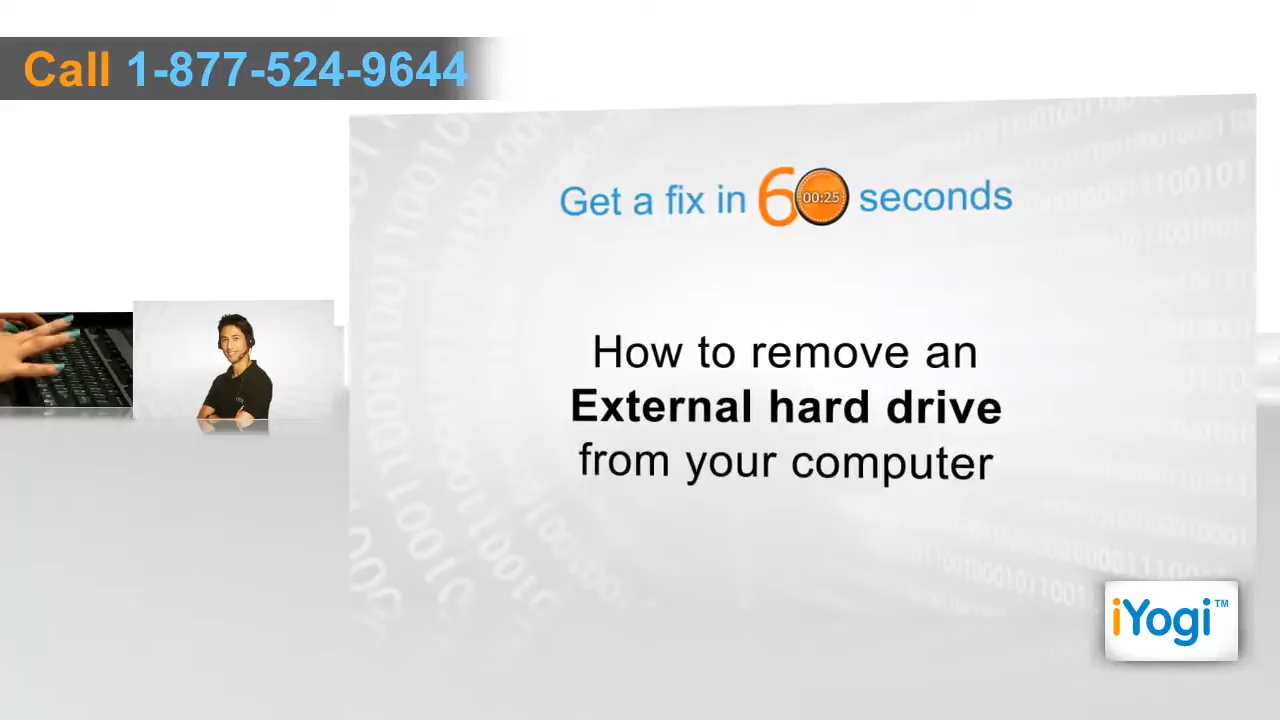 Call 1-877-524-9644
Get a fix in 60 seconds
00:25
How to remove an
External hard drive
from your computer
iYogi™